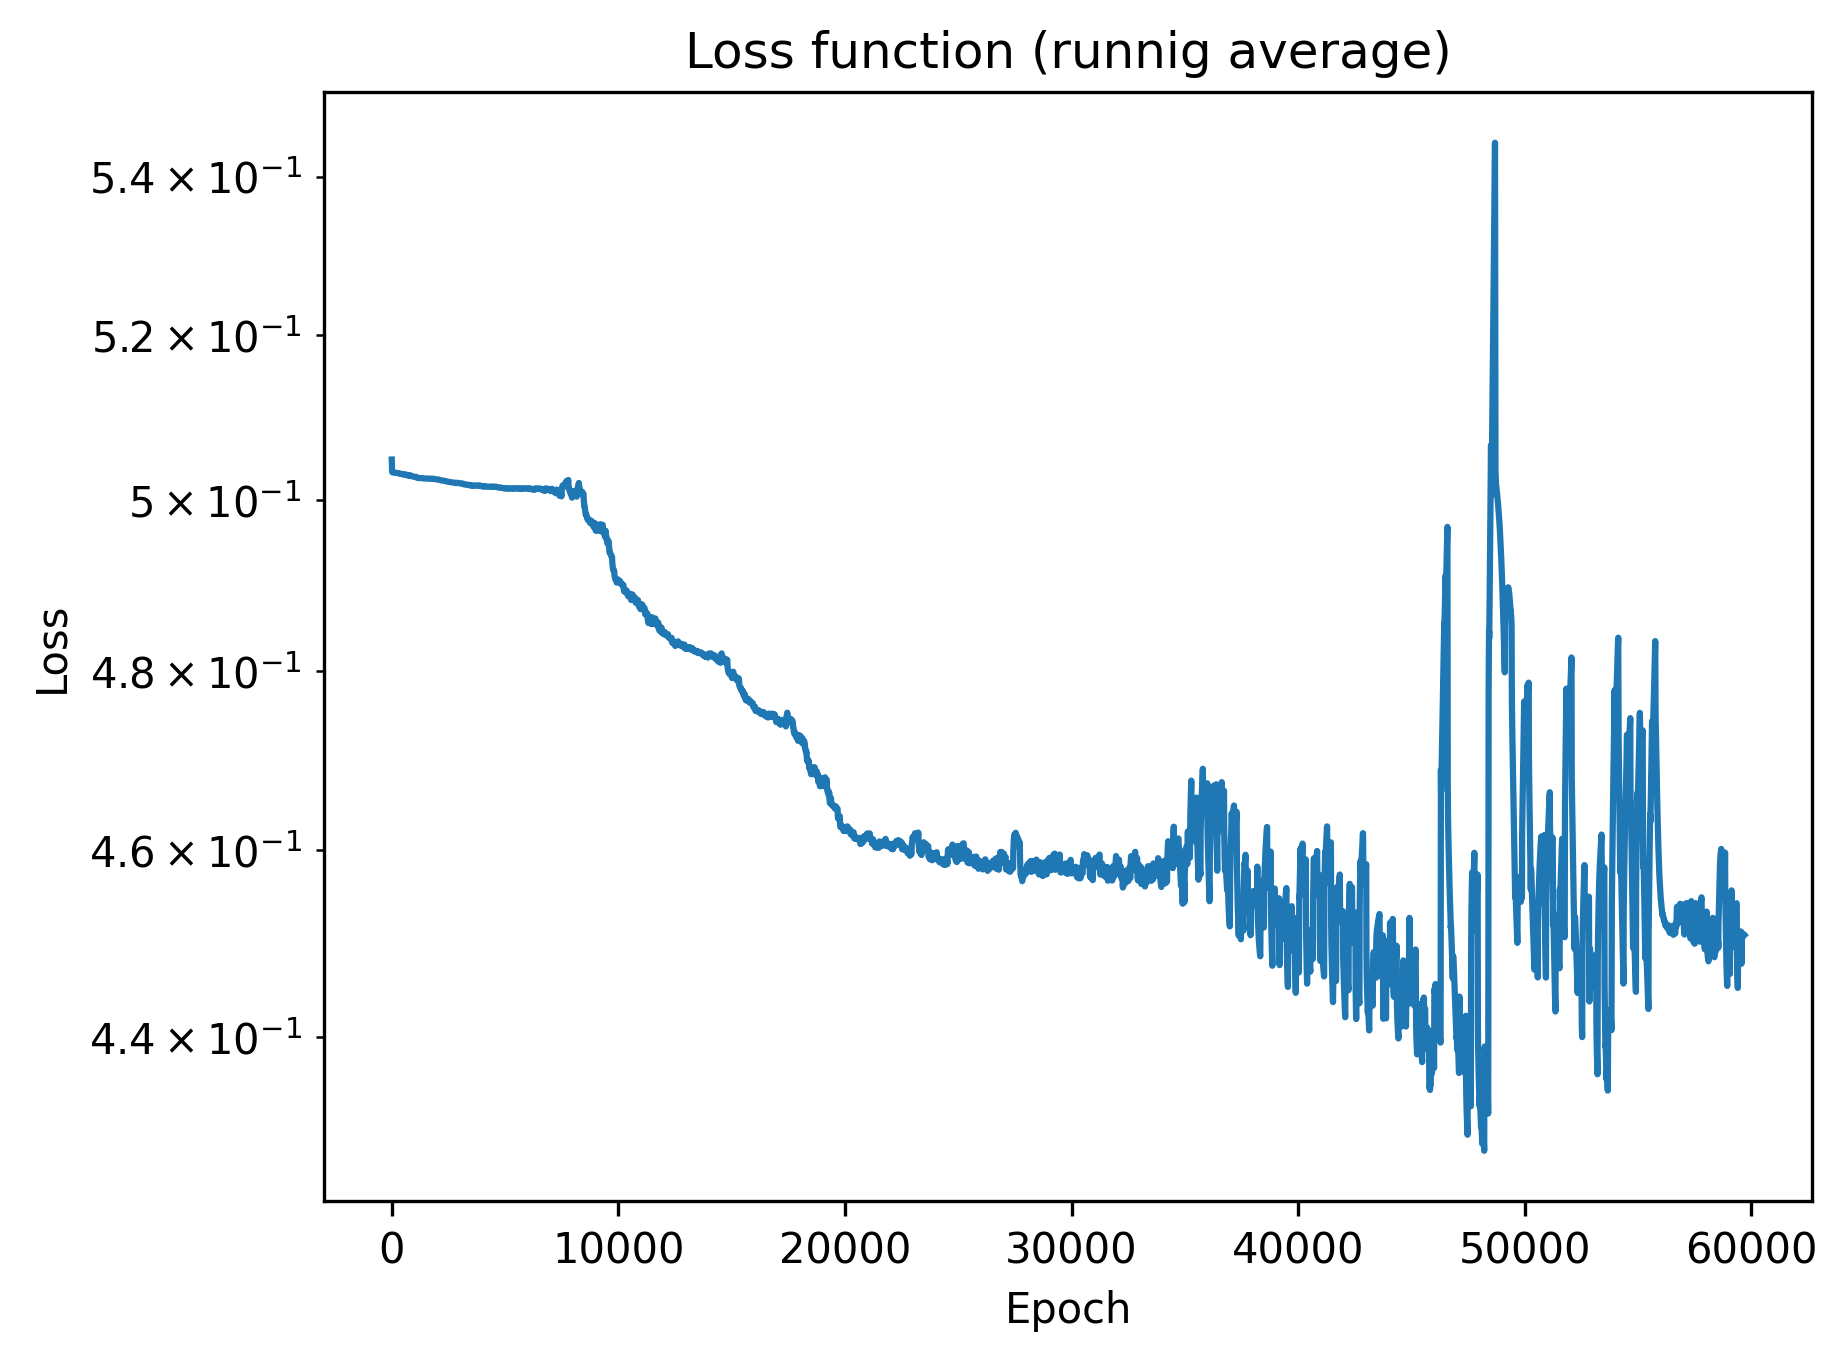 Loss function (runnig average)
5.4 × 10⁻¹
5.2 × 10⁻¹
5 × 10⁻¹
4.8 × 10⁻¹
4.6 × 10⁻¹
4.4 × 10⁻¹
Loss
0 10000 20000 30000 40000 50000 60000
Epoch